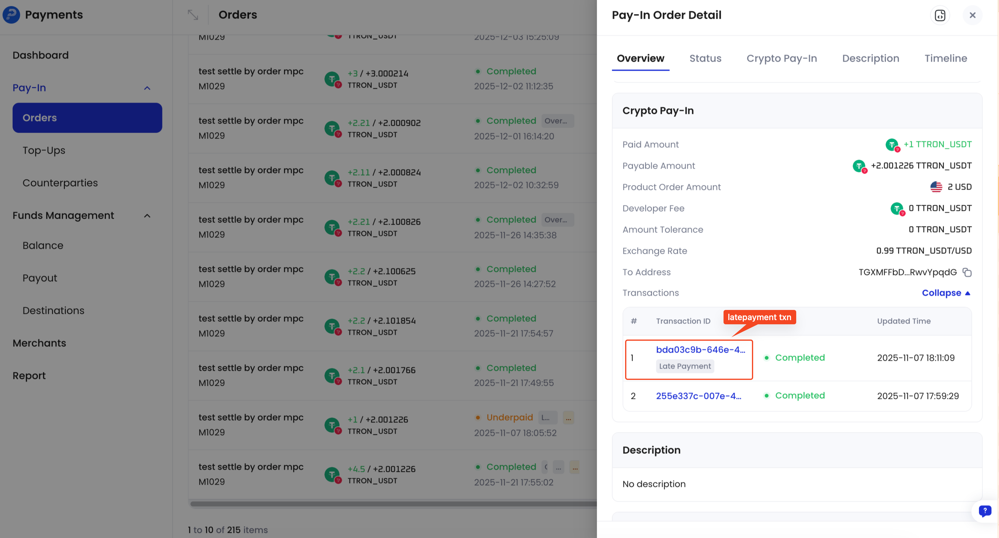 Payments
Dashboard
Pay-In
Orders
Top-Ups
Counterparties
Funds Management
Balance
Payout
Destinations
Merchants
Report
Orders
M1029
TTRON_USDT
2025-12-03 15:25:09
test settle by order mpc
M1029
+3 / +3.000214
TTRON_USDT
Completed
2025-12-02 11:12:35
test settle by order mpc
M1029
+2.21 / +2.000902
TTRON_USDT
Completed Over...
2025-12-01 16:14:20
test settle by order mpc
M1029
+2.11 / +2.000824
TTRON_USDT
Completed
2025-12-02 10:32:59
test settle by order mpc
M1029
+2.21 / +2.100826
TTRON_USDT
Completed Over...
2025-11-26 14:35:38
test settle by order mpc
M1029
+2.2 / +2.100625
TTRON_USDT
Completed
2025-11-26 14:27:52
test settle by order mpc
M1029
+2.2 / +2.101854
TTRON_USDT
Completed
2025-11-21 17:54:57
test settle by order mpc
M1029
+2.1 / +2.001766
TTRON_USDT
Completed
2025-11-21 17:49:55
test settle by order mpc
M1029
+1 / +2.001226
TTRON_USDT
Underpaid L... ...
2025-11-07 18:05:52
test settle by order mpc
M1029
+4.5 / +2.001226
TTRON_USDT
Completed ... ...
2025-11-21 17:55:02
1 to 10 of 215 items
Pay-In Order Detail
Overview Status Crypto Pay-In Description Timeline
Crypto Pay-In
Paid Amount +1 TTRON_USDT
Payable Amount +2.001226 TTRON_USDT
Product Order Amount 2 USD
Developer Fee 0 TTRON_USDT
Amount Tolerance 0 TTRON_USDT
Exchange Rate 0.99 TTRON_USDT/USD
To Address TGXMFFbD...RwvYpqdG
Transactions Collapse
latepayment txn
# Transaction ID Updated Time
1 bda03c9b-646e-4... Completed 2025-11-07 18:11:09
Late Payment
2 255e337c-007e-4... Completed 2025-11-07 17:59:29
Description
No description